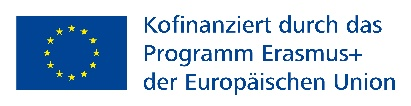 Kofinanziert durch das
Programm Erasmus+
der Europäischen Union